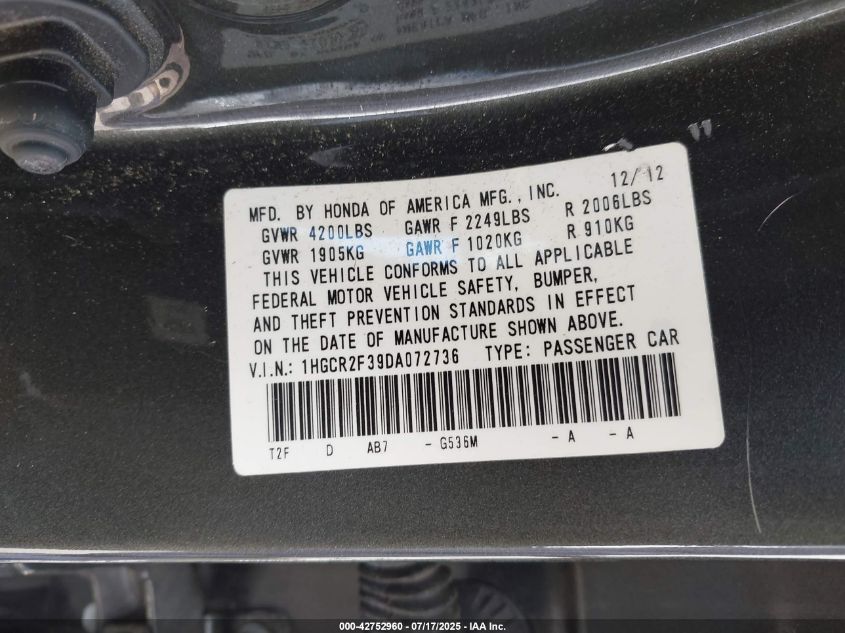 MFD. BY HONDA OF AMERICA MFG., INC. 12/12
GVWR 4200LBS GAWR F 2249LBS R 2006LBS
GVWR 1905KG GAWR F 1020KG R 910KG
THIS VEHICLE CONFORMS TO ALL APPLICABLE
FEDERAL MOTOR VEHICLE SAFETY, BUMPER,
AND THEFT PREVENTION STANDARDS IN EFFECT
ON THE DATE OF MANUFACTURE SHOWN ABOVE.
V.I.N.: 1HGCR2F39DA072736 TYPE: PASSENGER CAR
T2F D AB7 - G536M - A - A
000-42752960 / 07/17/2025 - IAA Inc.